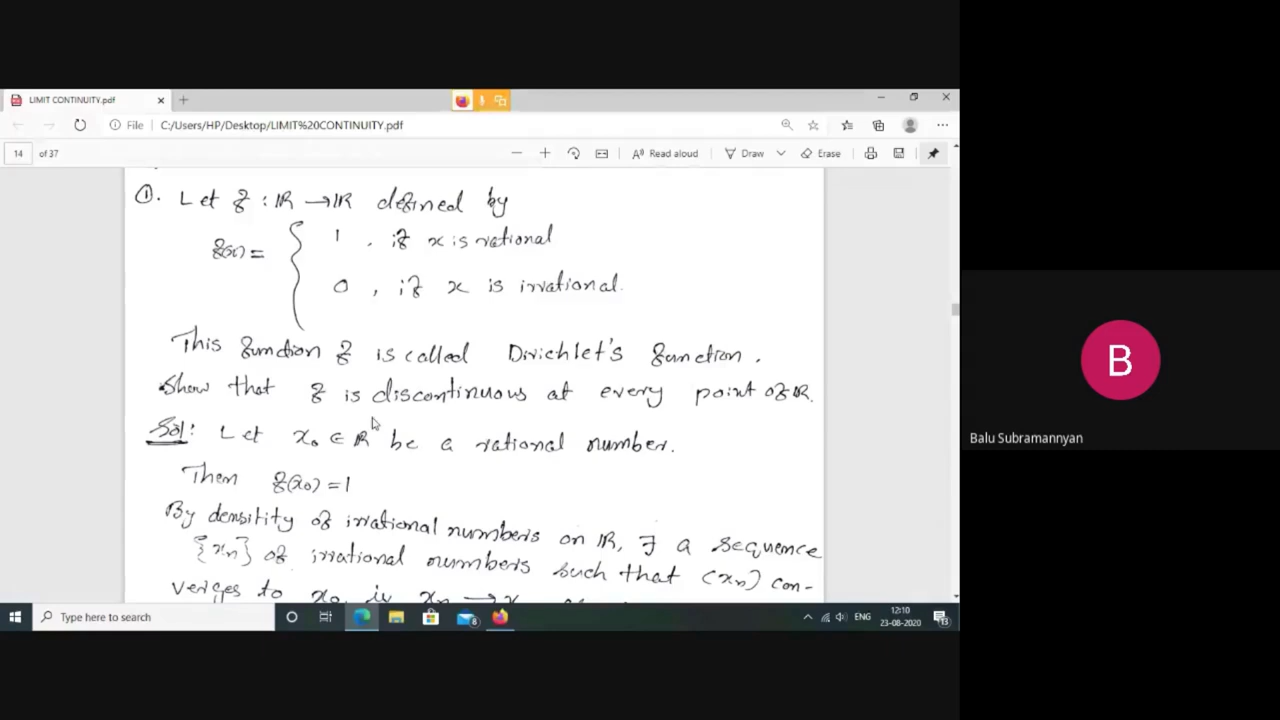 LIMIT CONTINUITY.pdf
File C:/Users/HP/Desktop/LIMIT%20CONTINUITY.pdf
14 of 37 Read aloud Draw Erase
①. Let f : ℝ → ℝ defined by
f(x) = { 1 , if x is rational
0 , if x is irrational.
This function f is called Dirichlet's function.
Show that f is discontinuous at every point of ℝ.
Sol: Let x₀ ∈ ℝ be a rational number.
Then f(x₀) = 1
By densitity of irrational numbers on ℝ, ∃ a sequence
{xₙ} of irrational numbers such that (xₙ) con-
verges to x₀
B
Balu Subramannyan
Type here to search
8
ENG
12:10
23-08-2020
13